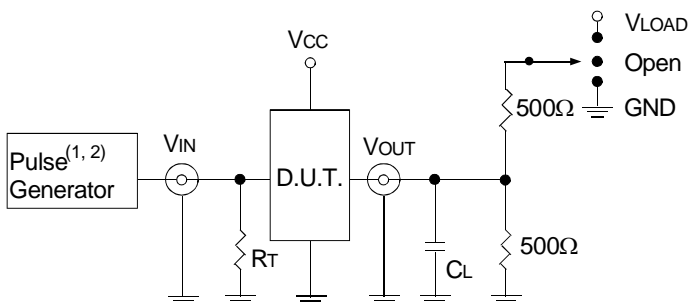 VLOAD
VCC
Open
500Ω
GND
VIN
VOUT
Pulse(1, 2)
Generator
D.U.T.
RT
CL
500Ω